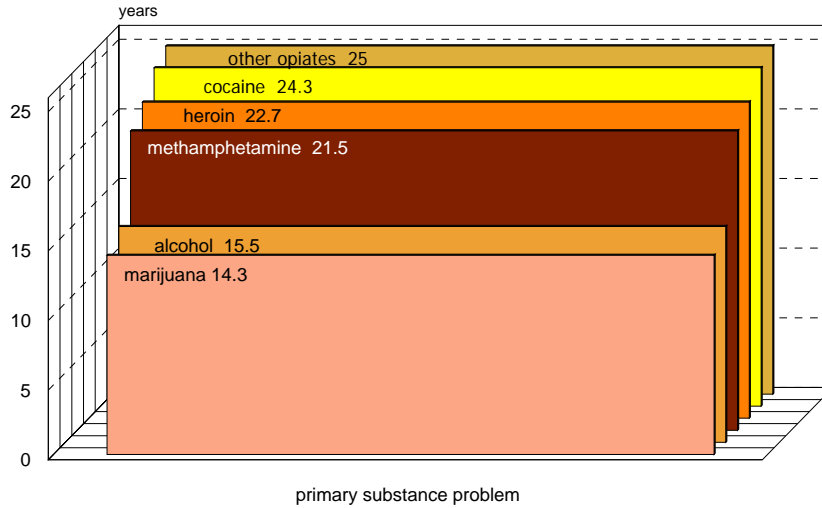 years
other opiates 25
cocaine 24.3
heroin 22.7
methamphetamine 21.5
alcohol 15.5
marijuana 14.3
25
20
15
10
5
0
primary substance problem